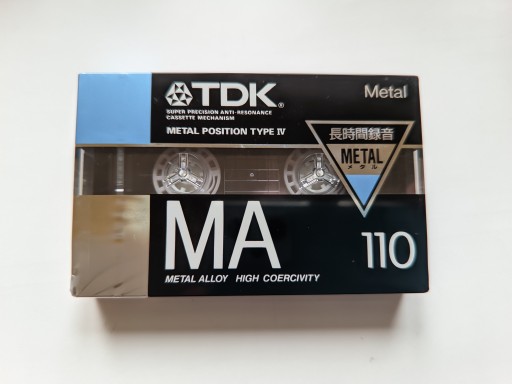 TDK®
SUPER PRECISION ANTI-RESONANCE
CASSETTE MECHANISM
METAL POSITION TYPE IV
Metal
長時間録音
METAL
メタル
MA
110
METAL ALLOY HIGH COERCIVITY